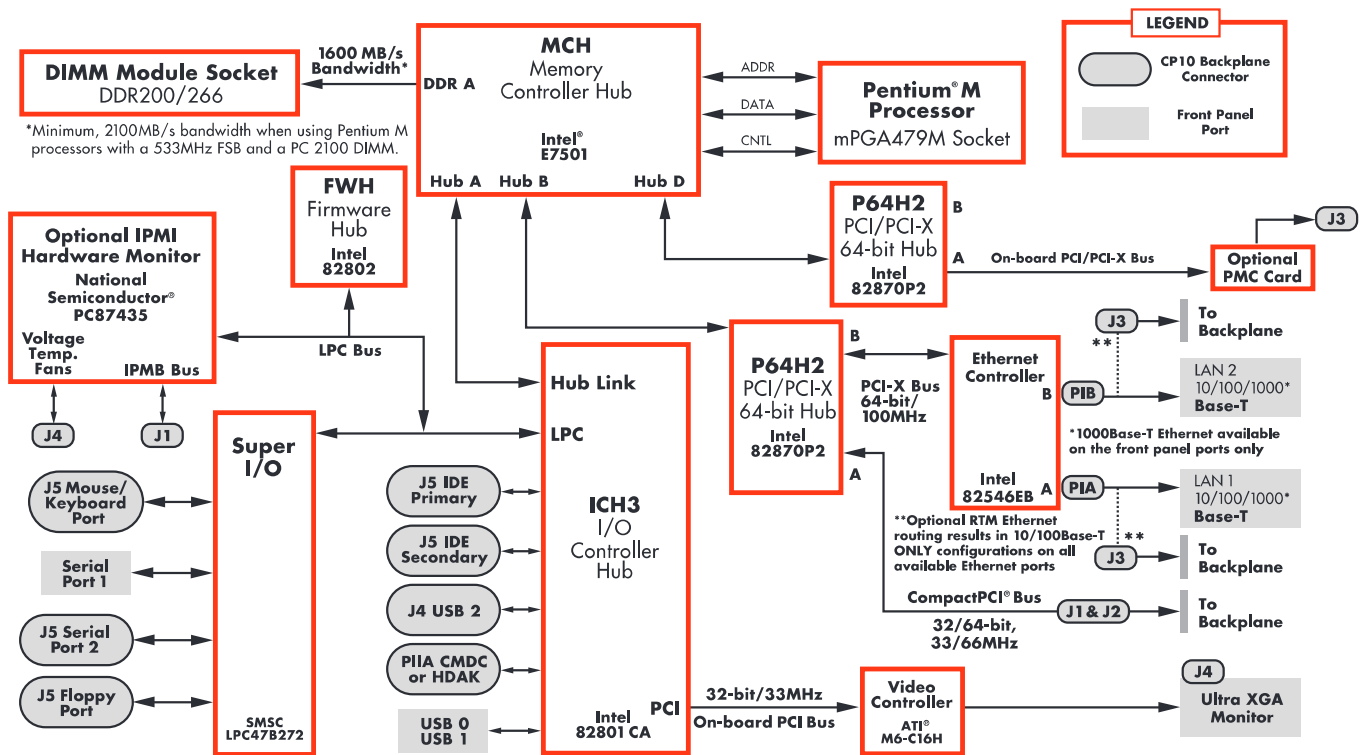 LEGEND
CP10 Backplane
Connector
Front Panel
Port
MCH
Memory
Controller Hub
DDR A
Intel®
E7501
Hub A
Hub B
Hub D
1600 MB/s
Bandwidth*
DIMM Module Socket
DDR200/266
*Minimum, 2100MB/s bandwidth when using Pentium M
processors with a 533MHz FSB and a PC 2100 DIMM.
ADDR
DATA
CNTL
Pentium® M
Processor
mPGA479M Socket
FWH
Firmware
Hub
Intel
82802
Optional IPMI
Hardware Monitor
National
Semiconductor®
PC87435
Voltage
Temp.
Fans
IPMB Bus
J4
J1
LPC Bus
P64H2
PCI/PCI-X
64-bit Hub
Intel
82870P2
B
A
On-board PCI/PCI-X Bus
Optional
PMC Card
J3
P64H2
PCI/PCI-X
64-bit Hub
Intel
82870P2
B
A
PCI-X Bus
64-bit/
100MHz
Ethernet
Controller
B
Intel
82546EB
A
J3
**
To
Backplane
PIB
LAN 2
10/100/1000*
Base-T
*1000Base-T Ethernet available
on the front panel ports only
PIA
LAN 1
10/100/1000*
Base-T
**
J3
To
Backplane
**Optional RTM Ethernet
routing results in 10/100Base-T
ONLY configurations on all
available Ethernet ports
CompactPCI® Bus
32/64-bit,
33/66MHz
J1 & J2
To
Backplane
Super
I/O
SMSC
LPC47B272
J5 Mouse/
Keyboard
Port
Serial
Port 1
J5 Serial
Port 2
J5 Floppy
Port
Hub Link
LPC
ICH3
I/O
Controller
Hub
PCI
Intel
82801 CA
J5 IDE
Primary
J5 IDE
Secondary
J4 USB 2
PIIA CMDC
or HDAK
USB 0
USB 1
32-bit/33MHz
On-board PCI Bus
Video
Controller
ATI®
M6-C16H
J4
Ultra XGA
Monitor